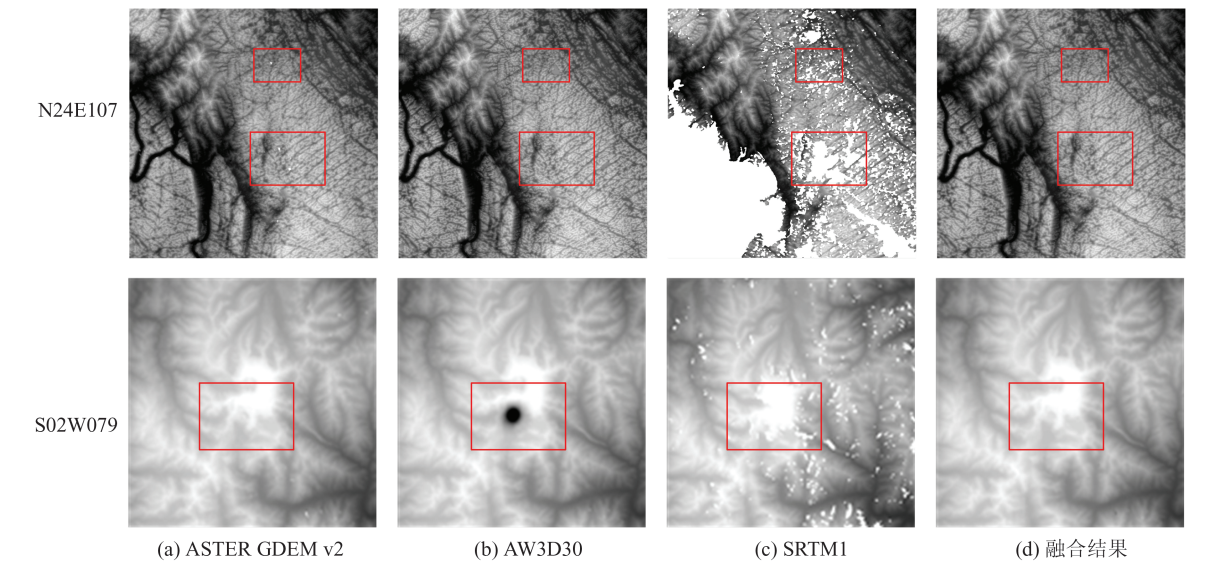 N24E107
S02W079
(a) ASTER GDEM v2
(b) AW3D30
(c) SRTM1
(d) 融合结果